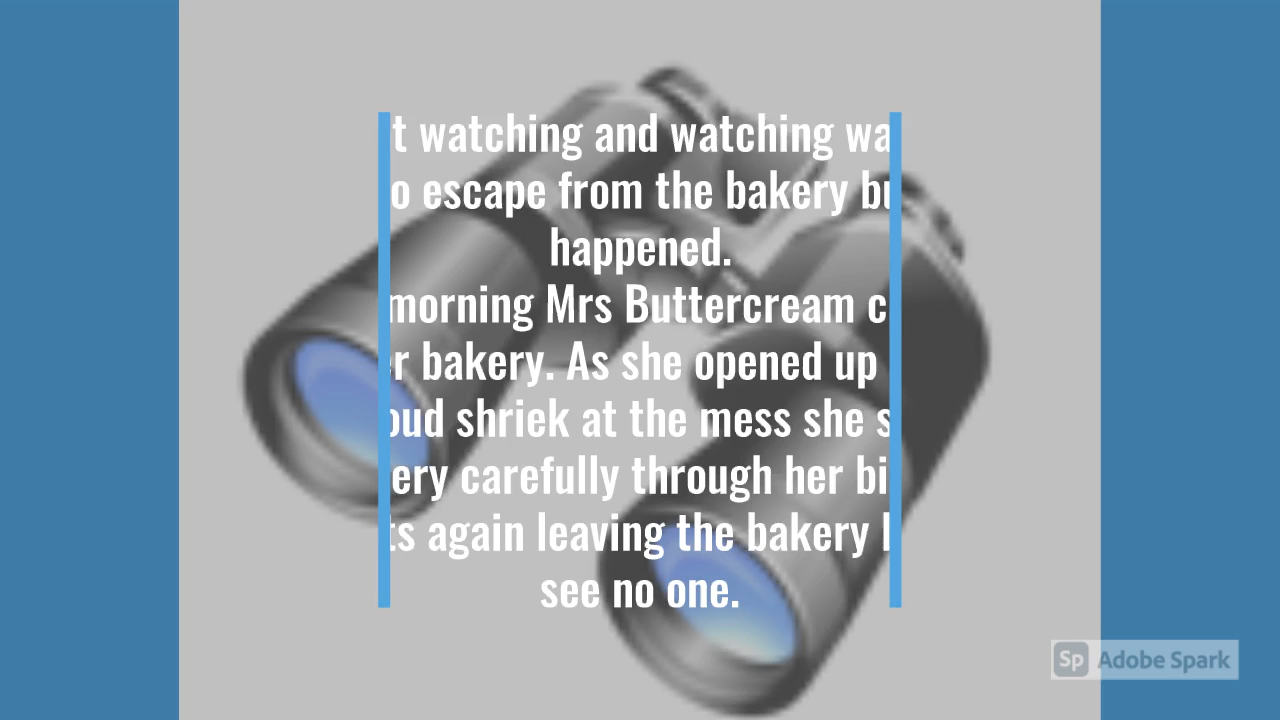 t watching and watching wa
o escape from the bakery bu
happened.
morning Mrs Buttercream c
r bakery. As she opened up
oud shriek at the mess she s
ery carefully through her bi
ts again leaving the bakery
see no one.
Sp Adobe Spark